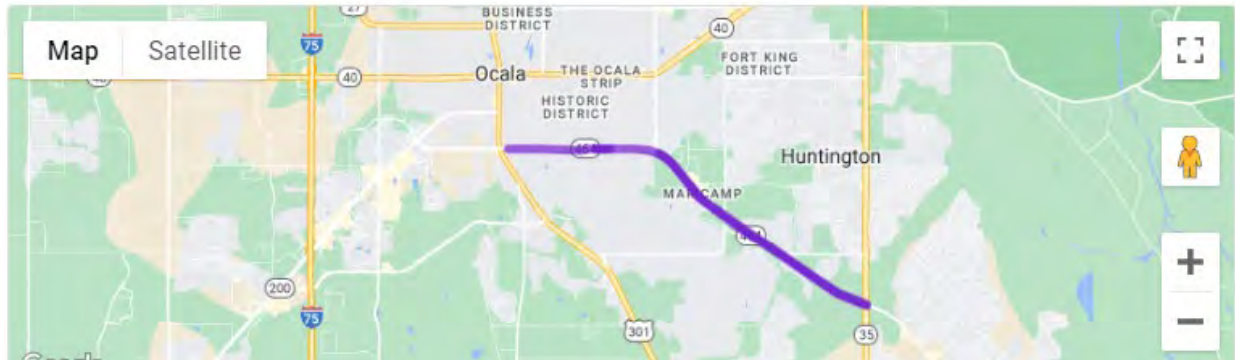 27
BUSINESS
DISTRICT
Map
Satellite
75
40
40
Ocala
THE OCALA
STRIP
FORT KING
DISTRICT
HISTORIC
DISTRICT
Huntington
200
75
301
35